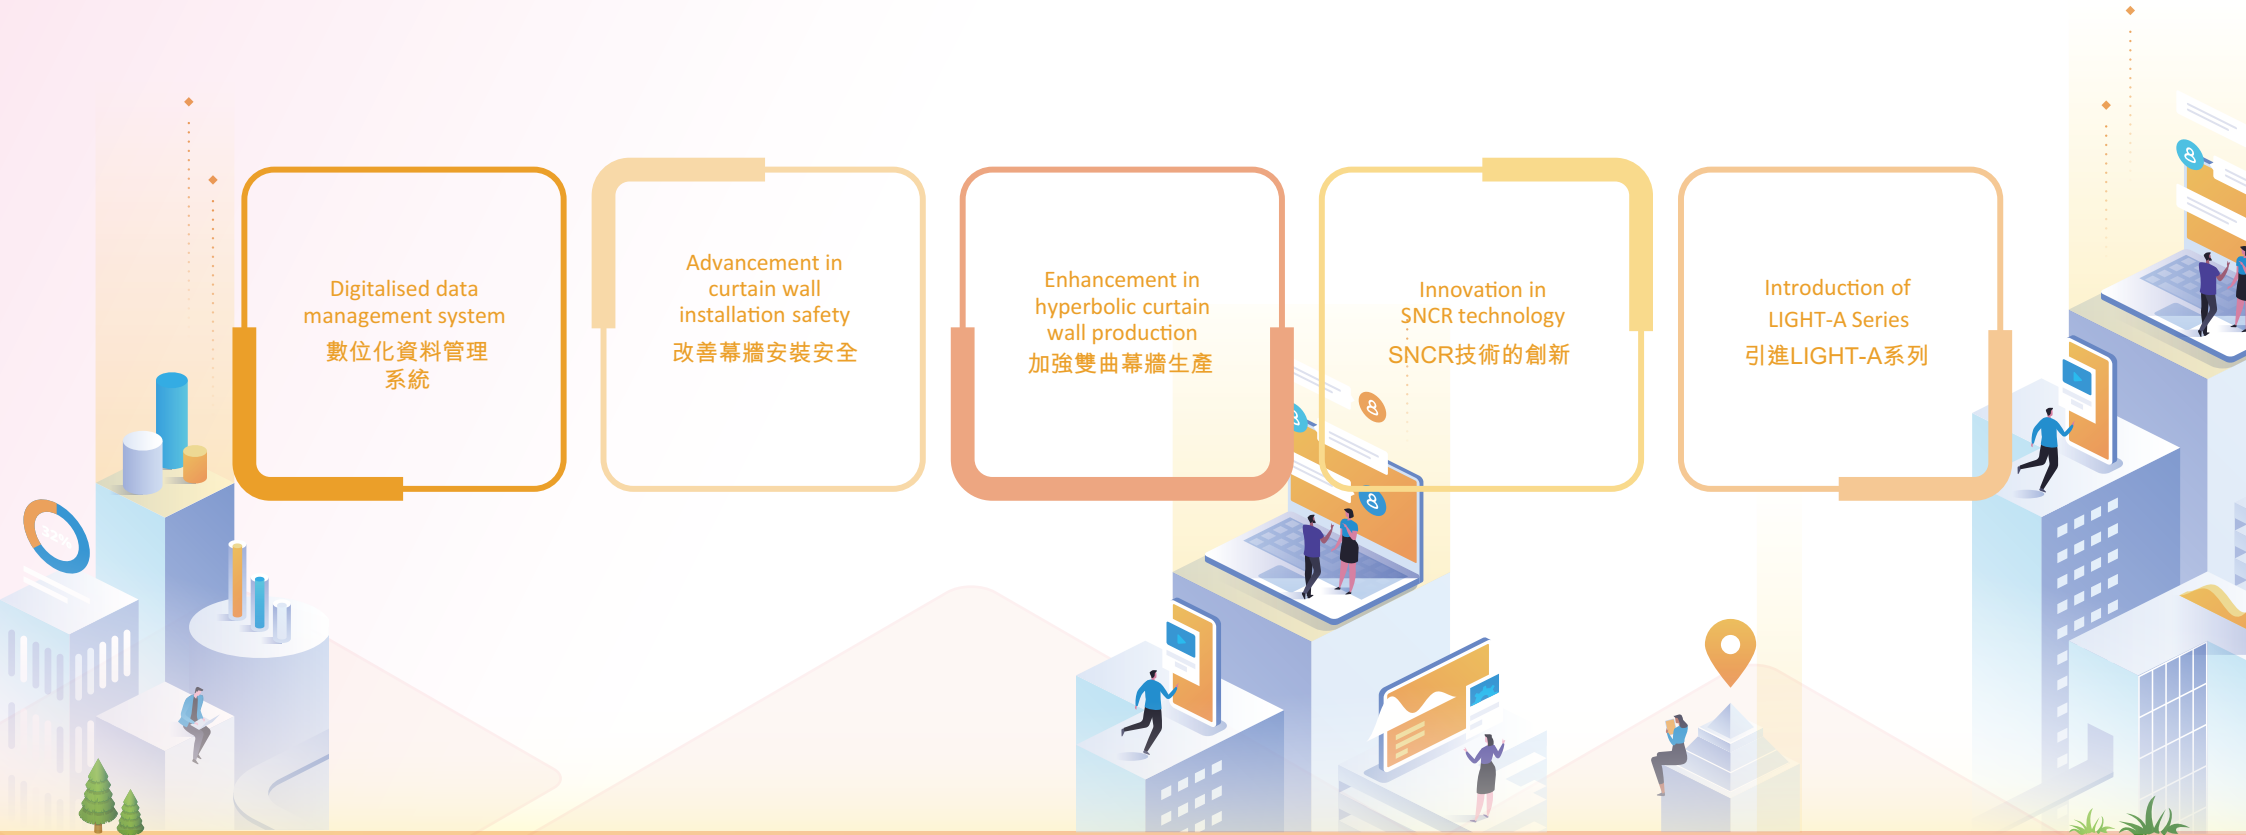 Digitalised data
management system
數位化資料管理
系統
Advancement in
curtain wall
installation safety
改善幕牆安裝安全
Enhancement in
hyperbolic curtain
wall production
加強雙曲幕牆生產
Innovation in
SNCR technology
SNCR技術的創新
Introduction of
LIGHT-A Series
引進LIGHT-A系列
32%